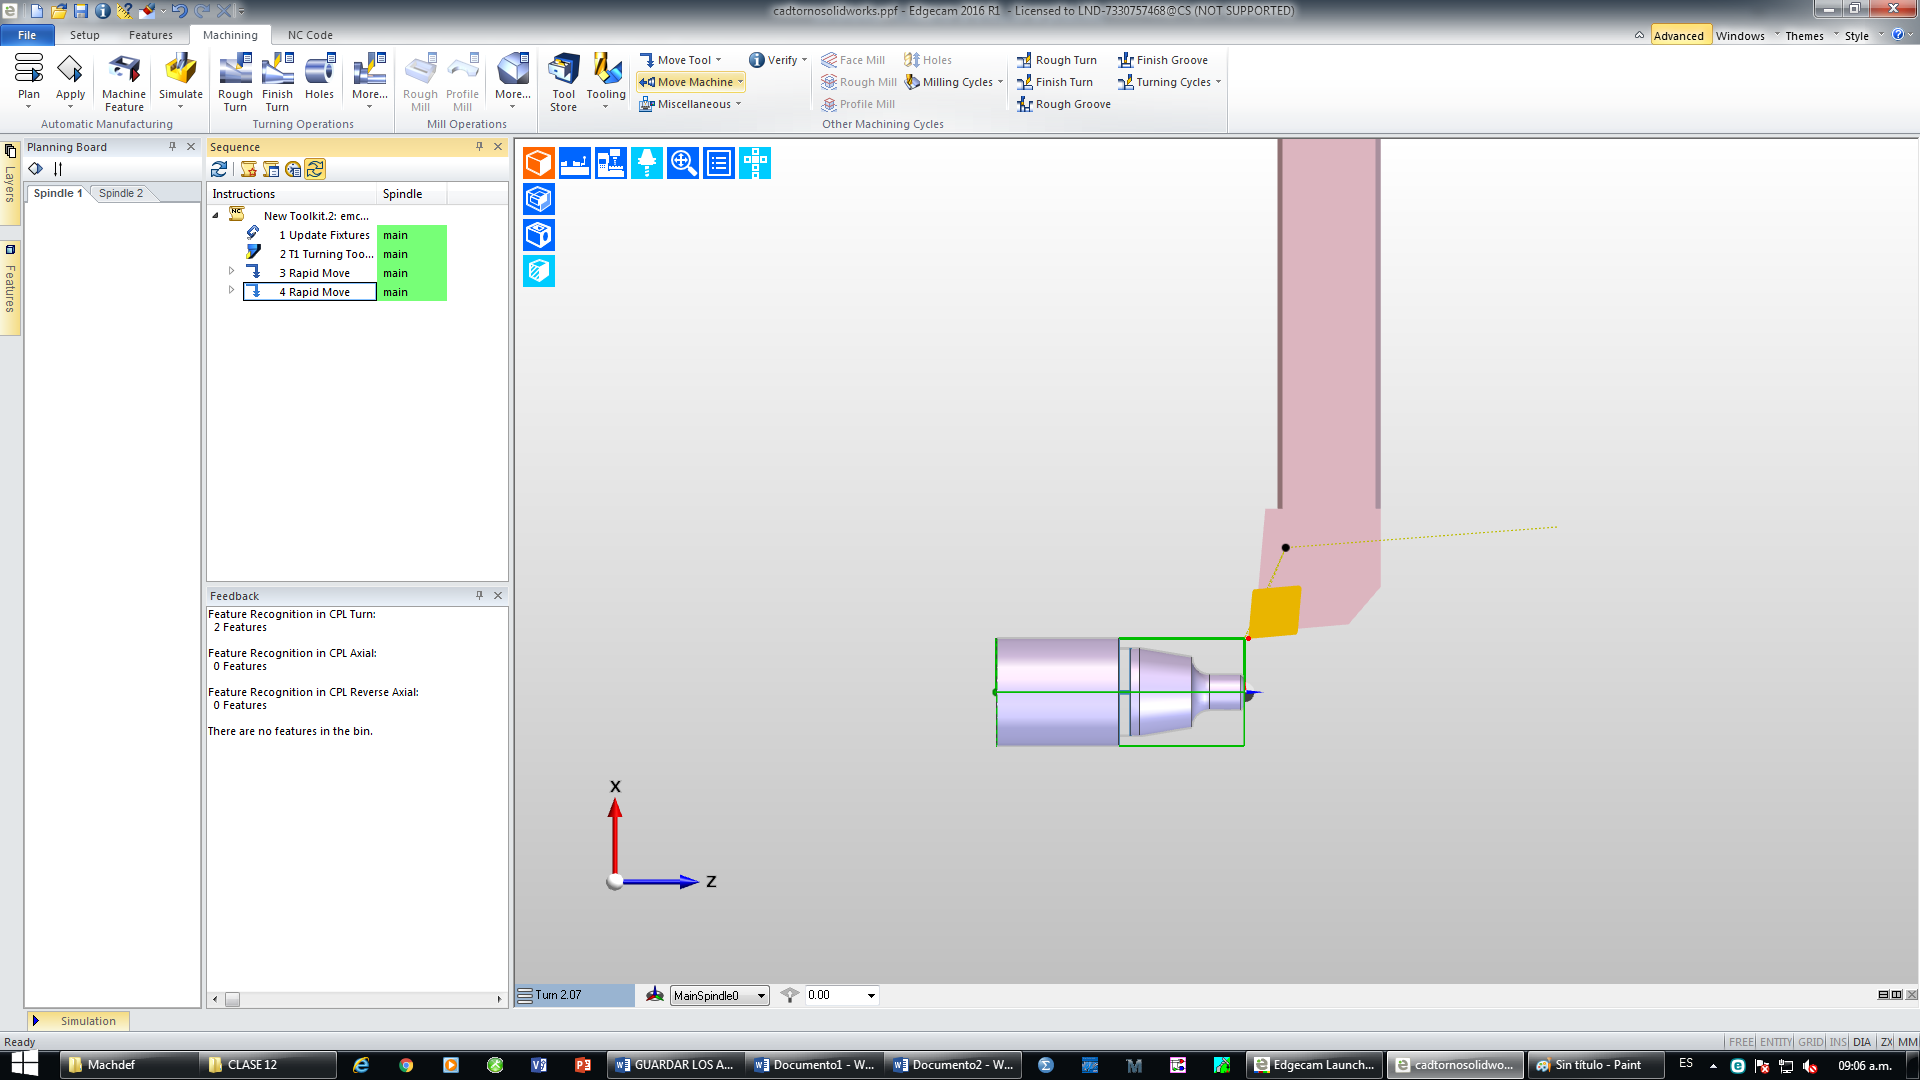 cadtornosolidworks.ppf - Edgecam 2016 R1 - Licensed to LND-7330757468@CS (NOT SUPPORTED)
File Setup Features Machining NC Code
Advanced Windows Themes Style
Plan Apply Machine Feature Simulate
Automatic Manufacturing
Rough Turn Finish Turn Holes More...
Turning Operations
Rough Mill Profile Mill More...
Mill Operations
Tool Store Tooling
Move Tool
Move Machine
Miscellaneous
Verify
Face Mill Holes
Rough Mill Milling Cycles
Profile Mill
Rough Turn Finish Groove
Finish Turn Turning Cycles
Rough Groove
Other Machining Cycles
Layers
Features
Planning Board
Spindle 1 Spindle 2
Sequence
Instructions Spindle
New Toolkit.2: emc...
1 Update Fixtures main
2 T1 Turning Too... main
3 Rapid Move main
4 Rapid Move main
Feedback
Feature Recognition in CPL Turn:
2 Features
Feature Recognition in CPL Axial:
0 Features
Feature Recognition in CPL Reverse Axial:
0 Features
There are no features in the bin.
X
Z
Turn 2.07 MainSpindle0 0.00
Simulation
Ready
FREE ENTITY GRID INS DIA ZX MM
Machdef CLASE 12 GUARDAR LOS A... Documento1 - W... Documento2 - W... Edgecam Launch... cadtornosolidwo... Sin título - Paint ES 09:06 a.m.